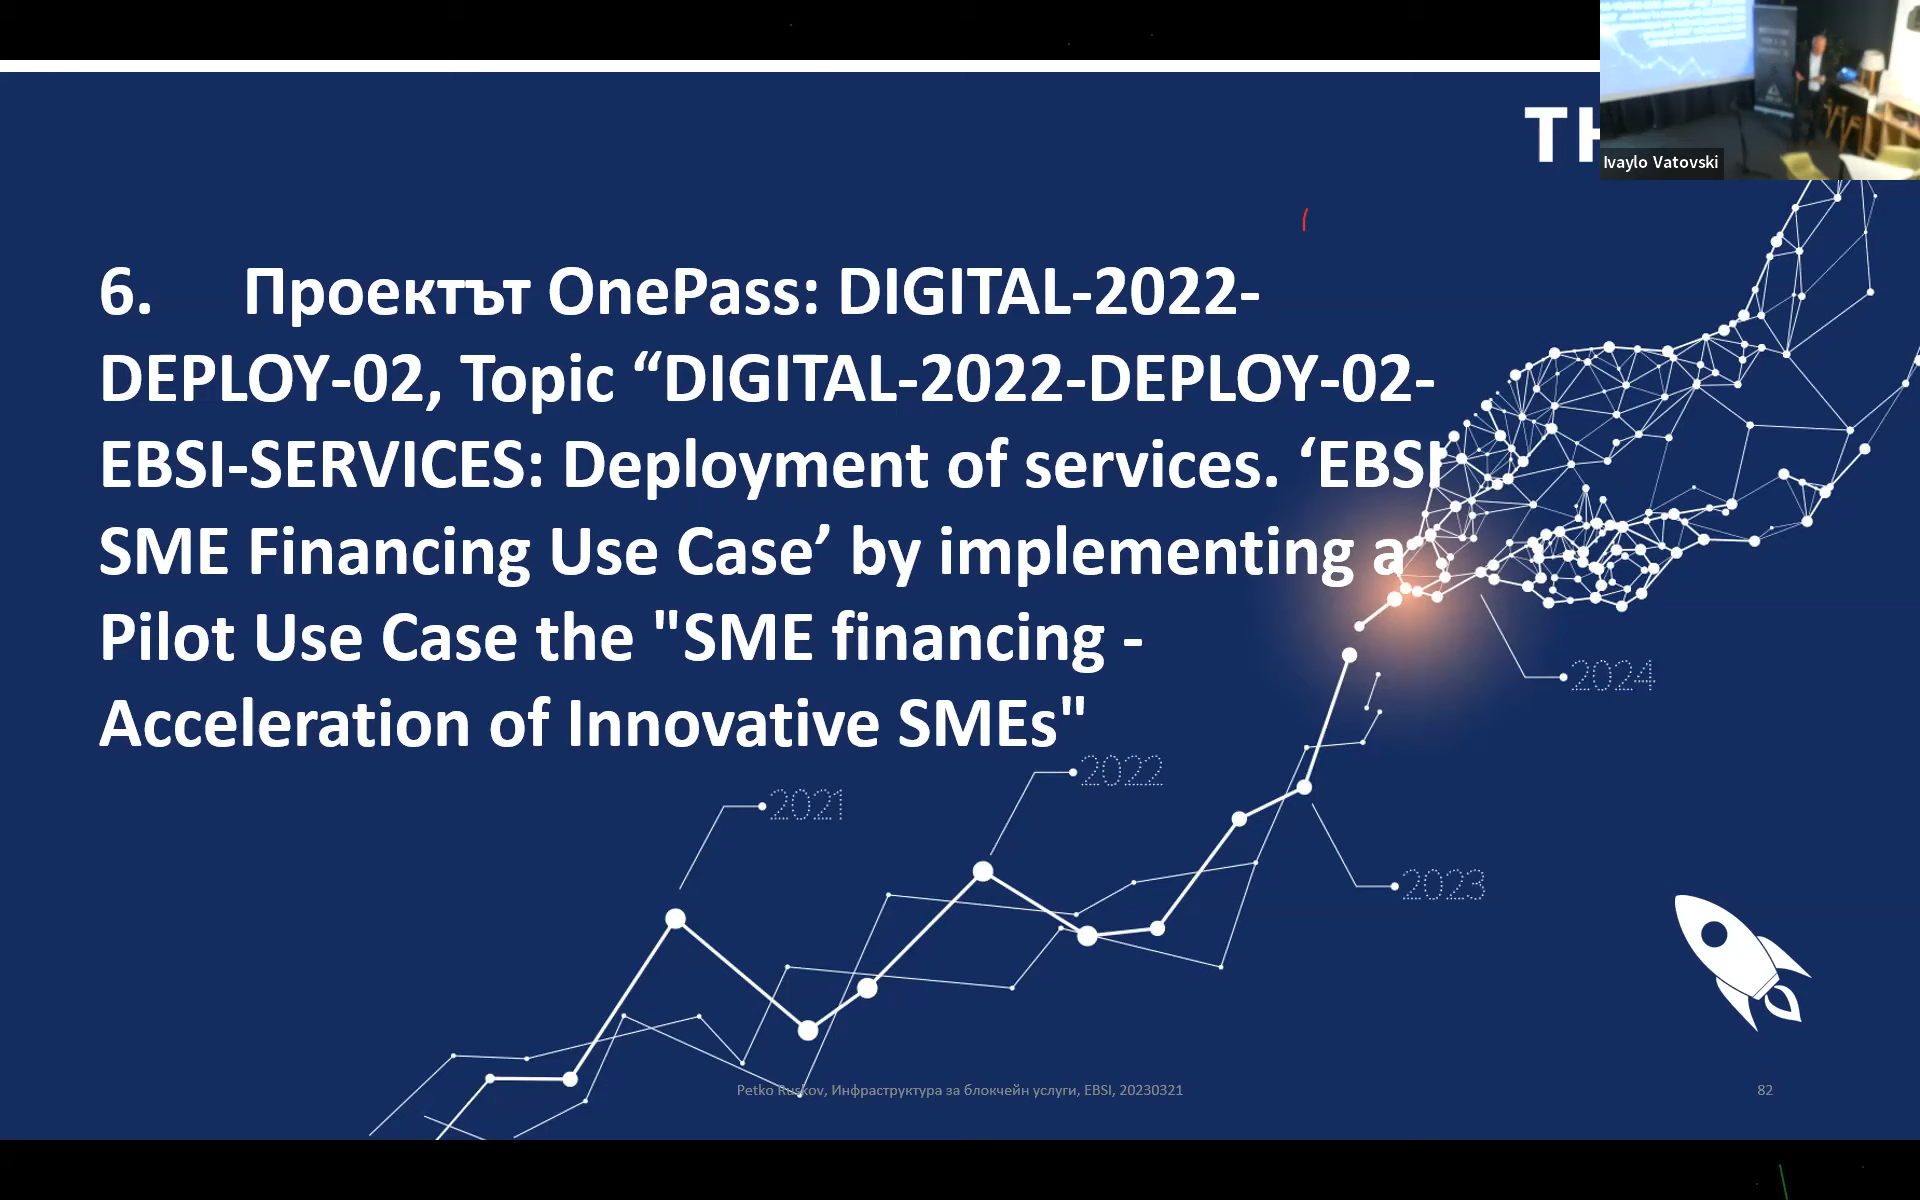 TH
Ivaylo Vatovski
6. Проектът OnePass: DIGITAL-2022-
DEPLOY-02, Topic “DIGITAL-2022-DEPLOY-02-
EBSI-SERVICES: Deployment of services. ‘EBSI
SME Financing Use Case’ by implementing a
Pilot Use Case the "SME financing -
Acceleration of Innovative SMEs"
2024
2022
2021
2023
Petko Ruskov, Инфраструктура за блокчейн услуги, EBSI, 20230321
82